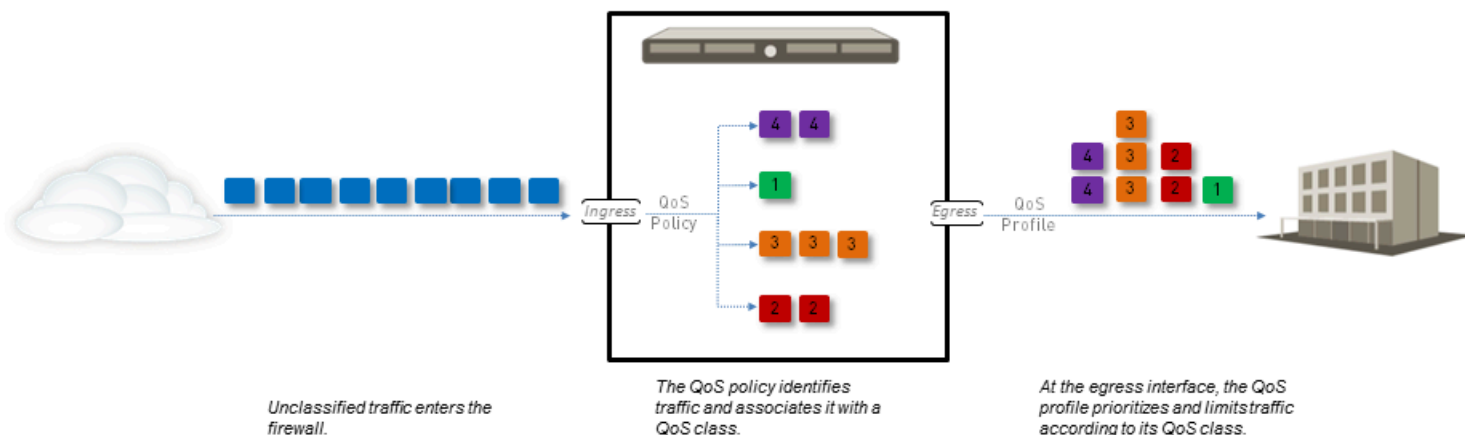 4 4
1
3 3 3
2 2
Ingress
QoS
Policy
Egress
QoS
Profile
3
4 3 2
4 3 2 1
Unclassified traffic enters the
firewall.
The QoS policy identifies
traffic and associates it with a
QoS class.
At the egress interface, the QoS
profile prioritizes and limits traffic
according to its QoS class.